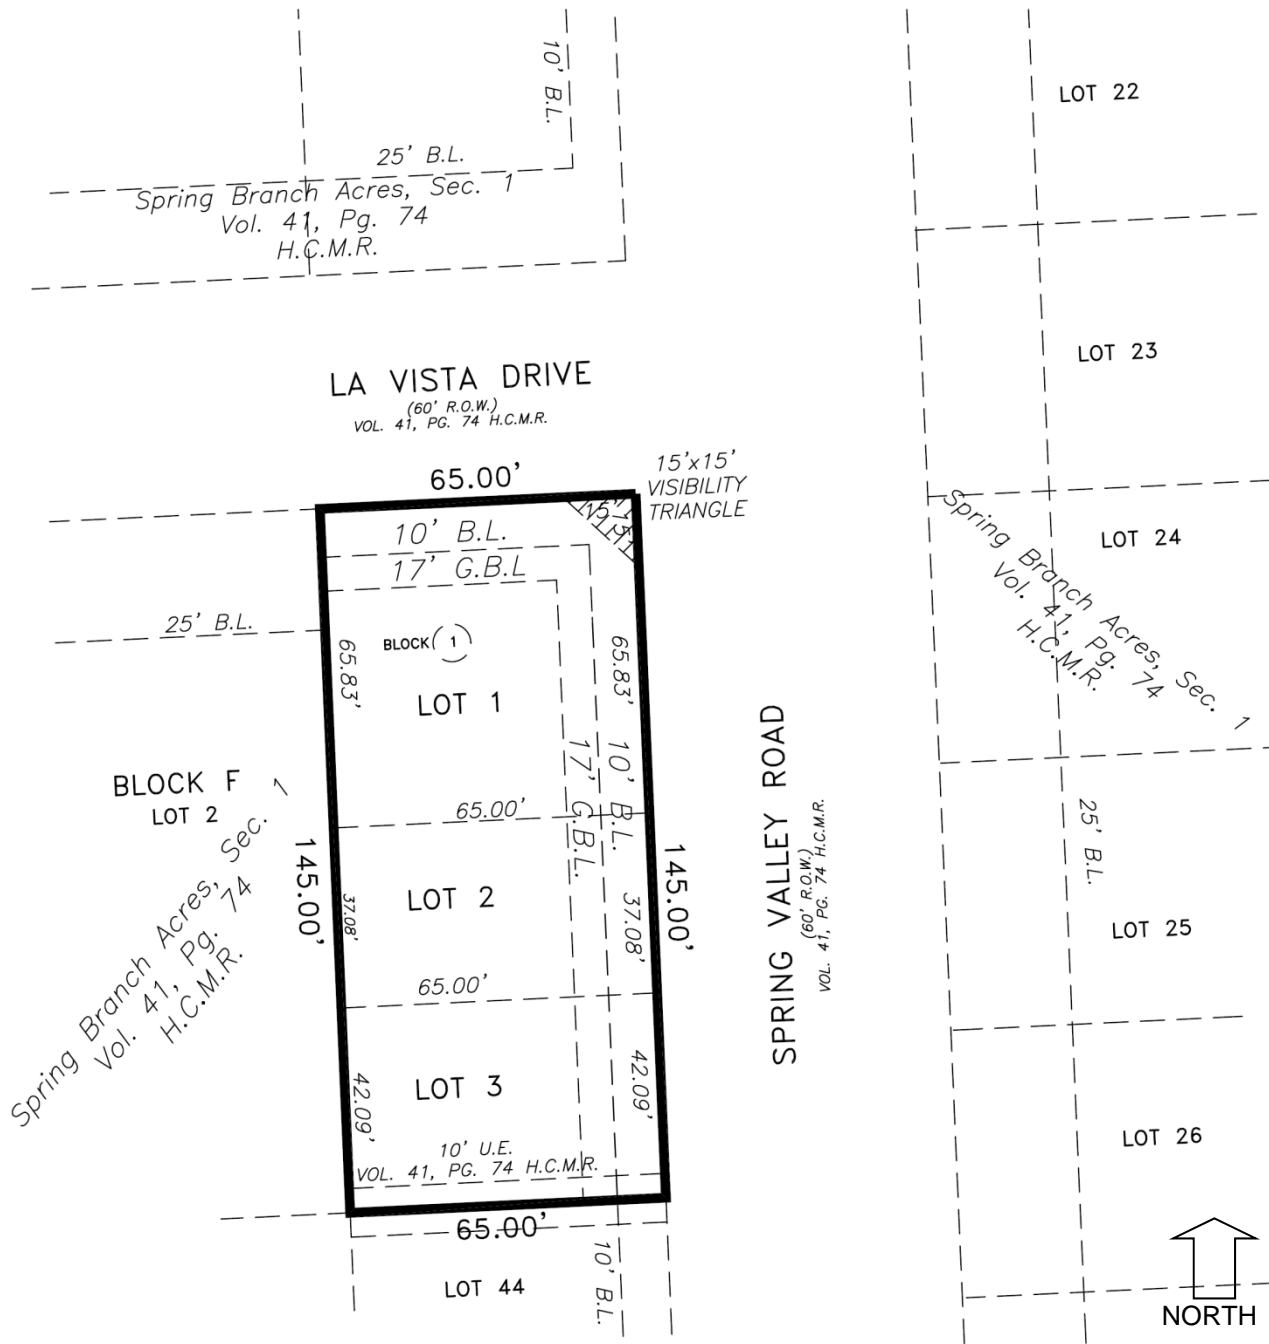 10' B.L.
LOT 22
25' B.L.
Spring Branch Acres, Sec. 1
Vol. 41, Pg. 74
H.C.M.R.
LOT 23
LA VISTA DRIVE
(60' R.O.W.)
VOL. 41, PG. 74 H.C.M.R.
65.00'
15'x15'
VISIBILITY
TRIANGLE
15'
15'
10' B.L.
17' G.B.L
LOT 24
Spring Branch Acres, Sec. 1
Vol. 41, Pg. 74
H.C.M.R.
25' B.L.
65.83'
BLOCK 1
65.83'
LOT 1
17' G.B.L.
10' B.L.
SPRING VALLEY ROAD
(60' R.O.W.)
VOL. 41, PG. 74 H.C.M.R.
BLOCK F
LOT 2
Spring Branch Acres, Sec. 1
Vol. 41, Pg. 74
H.C.M.R.
65.00'
25' B.L.
145.00'
37.08'
LOT 2
37.08'
145.00'
LOT 25
65.00'
42.09'
LOT 3
42.09'
10' U.E.
VOL. 41, PG. 74 H.C.M.R.
LOT 26
65.00'
10' B.L.
LOT 44
NORTH